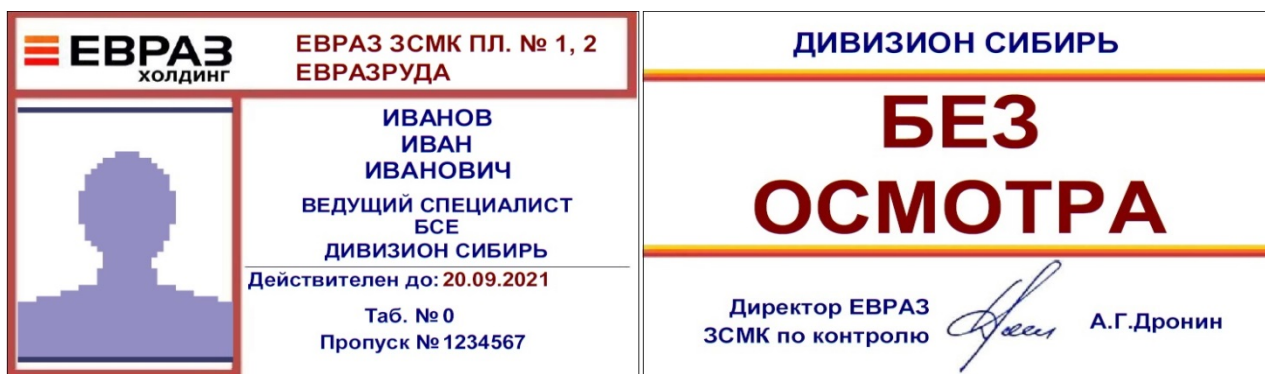 ЕВРАЗ
холдинг
ЕВРАЗ ЗСМК ПЛ. № 1, 2
ЕВРАЗРУДА
ИВАНОВ
ИВАН
ИВАНОВИЧ
ВЕДУЩИЙ СПЕЦИАЛИСТ
БСЕ
ДИВИЗИОН СИБИРЬ
Действителен до: 20.09.2021
Таб. № 0
Пропуск № 1234567
ДИВИЗИОН СИБИРЬ
БЕЗ
ОСМОТРА
Директор ЕВРАЗ
ЗСМК по контролю
А.Г.Дронин